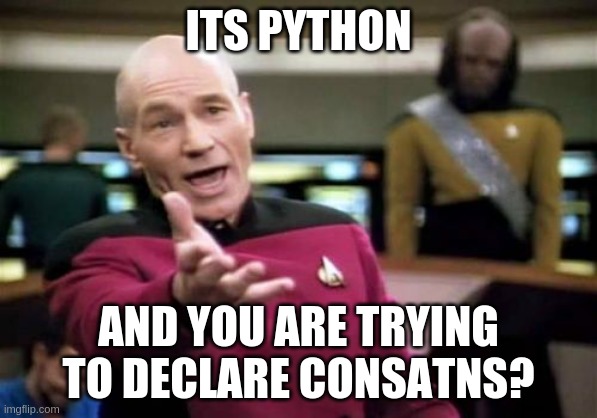 ITS PYTHON
AND YOU ARE TRYING
TO DECLARE CONSATNS?
imgflip.com